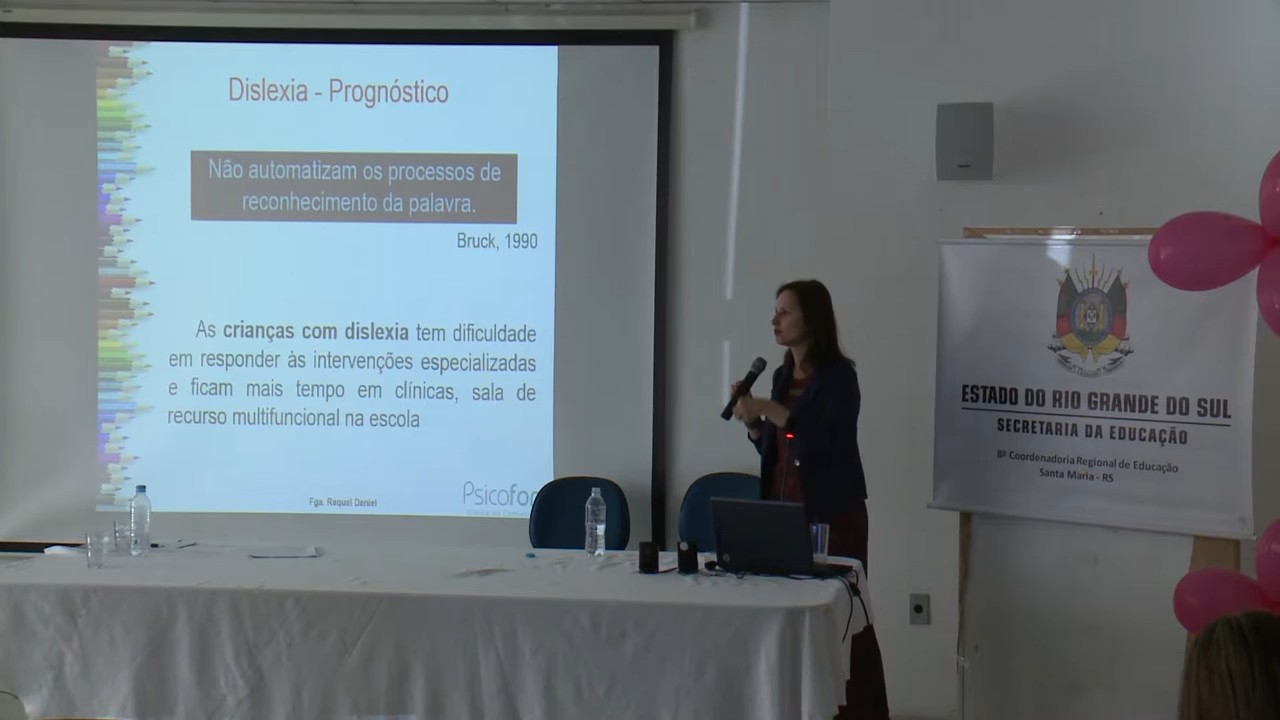 Dislexia - Prognóstico
Não automatizam os processos de
reconhecimento da palavra.
Bruck, 1990
As crianças com dislexia tem dificuldade
em responder às intervenções especializadas
e ficam mais tempo em clínicas, sala de
recurso multifuncional na escola
Fga. Raquel Daniel
Psicofon
ESTADO DO RIO GRANDE DO SUL
SECRETARIA DA EDUCAÇÃO
8ª Coordenadoria Regional de Educação
Santa Maria - RS